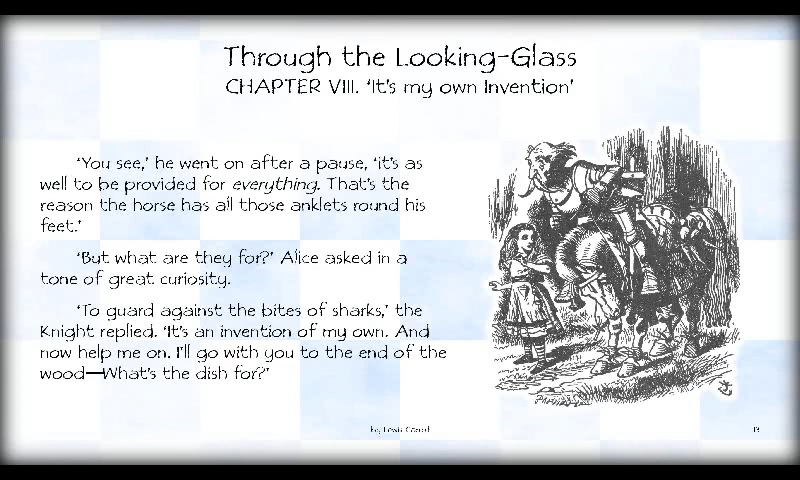 Through the Looking-Glass
CHAPTER VIII. ‘It’s my own Invention’
‘You see,’ he went on after a pause, ‘it’s as
well to be provided for everything. That’s the
reason the horse has all those anklets round his
feet.’
‘But what are they for?’ Alice asked in a
tone of great curiosity.
‘To guard against the bites of sharks,’ the
Knight replied. ‘It’s an invention of my own. And
now help me on. I’ll go with you to the end of the
wood—What’s the dish for?’
by Lewis Carroll
13